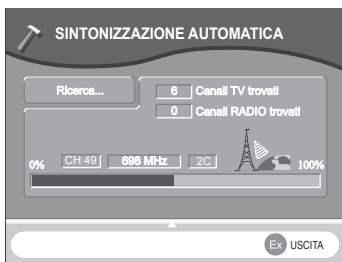 SINTONIZZAZIONE AUTOMATICA
Ricerca...
6 Canali TV trovati
0 Canali RADIO trovati
0% CH 49 698 MHz 2C 100%
Ex USCITA